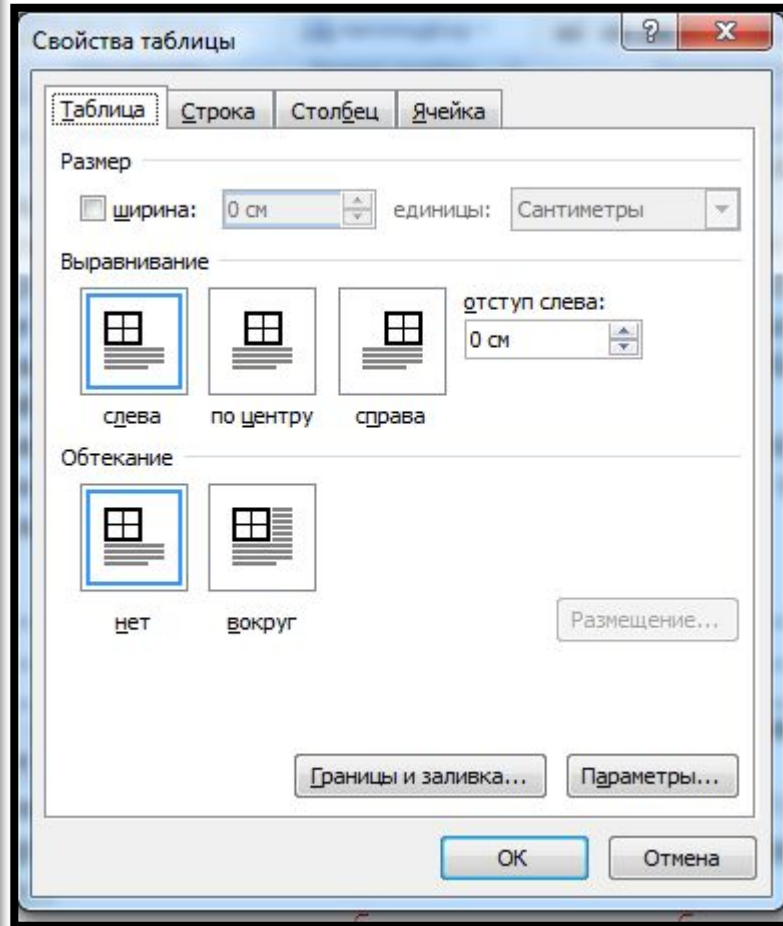 Свойства таблицы
Таблица Строка Столбец Ячейка
Размер
ширина: 0 см единицы: Сантиметры
Выравнивание
отступ слева:
0 см
слева по центру справа
Обтекание
нет вокруг
Размещение...
Границы и заливка... Параметры...
ОК Отмена